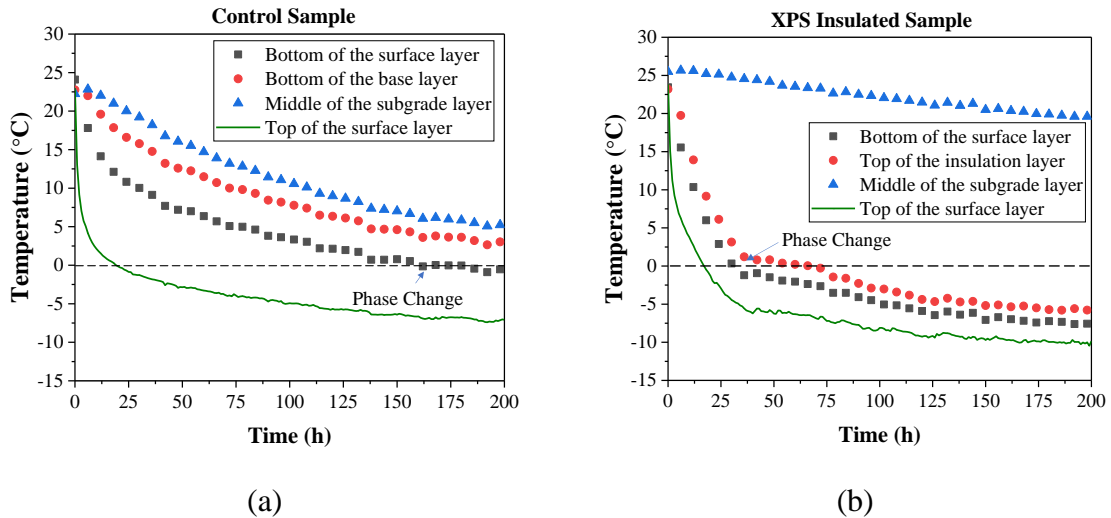 Control Sample
30
25
20
15
10
5
0
-5
-10
-15
Temperature (°C)
Bottom of the surface layer
Bottom of the base layer
Middle of the subgrade layer
Top of the surface layer
Phase Change
0 25 50 75 100 125 150 175 200
Time (h)
(a)
XPS Insulated Sample
30
25
20
15
10
5
0
-5
-10
-15
Temperature (°C)
Bottom of the surface layer
Top of the insulation layer
Middle of the subgrade layer
Top of the surface layer
Phase Change
0 25 50 75 100 125 150 175 200
Time (h)
(b)